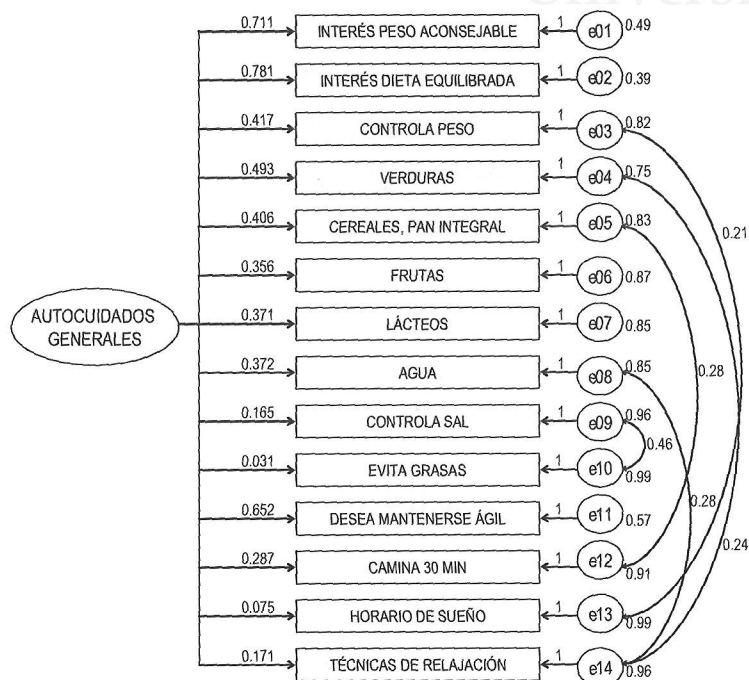 0.711 INTERÉS PESO ACONSEJABLE 1 e01 0.49
0.781 INTERÉS DIETA EQUILIBRADA 1 e02 0.39
0.417 CONTROLA PESO 1 e03 0.82
0.493 VERDURAS 1 e04 0.75
0.406 CEREALES, PAN INTEGRAL 1 e05 0.83
0.21
0.356 FRUTAS 1 e06 0.87
AUTOCUIDADOS
GENERALES
0.371 LÁCTEOS 1 e07 0.85
0.372 AGUA 1 e08 0.85
0.28
0.165 CONTROLA SAL 1 e09 0.96
0.46
0.031 EVITA GRASAS 1 e10 0.99
0.28
0.652 DESEA MANTENERSE ÁGIL 1 e11 0.57
0.24
0.287 CAMINA 30 MIN 1 e12 0.91
0.075 HORARIO DE SUEÑO 1 e13 0.99
0.171 TÉCNICAS DE RELAJACIÓN 1 e14 0.96